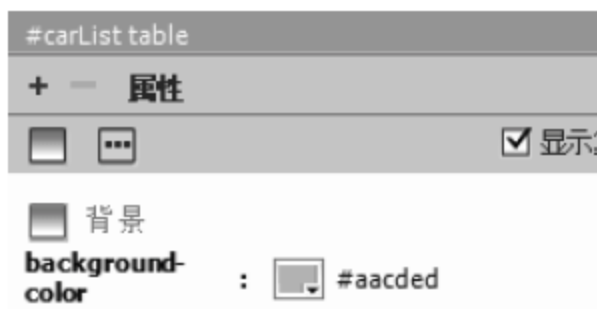 #carList table
属性
显示
背景
background-
color : #aacded